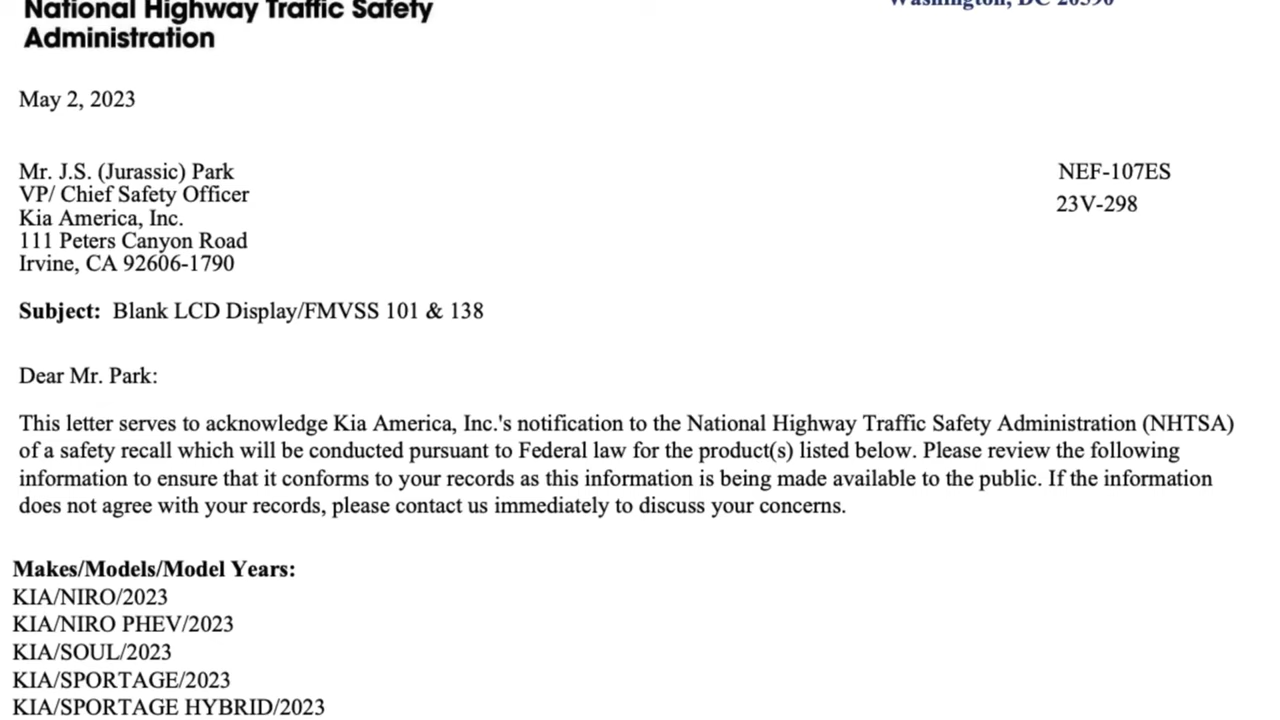 National Highway Traffic Safety
Administration
Washington, DC 20590
May 2, 2023
Mr. J.S. (Jurassic) Park
VP/ Chief Safety Officer
Kia America, Inc.
111 Peters Canyon Road
Irvine, CA 92606-1790
NEF-107ES
23V-298
Subject: Blank LCD Display/FMVSS 101 & 138
Dear Mr. Park:
This letter serves to acknowledge Kia America, Inc.'s notification to the National Highway Traffic Safety Administration (NHTSA)
of a safety recall which will be conducted pursuant to Federal law for the product(s) listed below. Please review the following
information to ensure that it conforms to your records as this information is being made available to the public. If the information
does not agree with your records, please contact us immediately to discuss your concerns.
Makes/Models/Model Years:
KIA/NIRO/2023
KIA/NIRO PHEV/2023
KIA/SOUL/2023
KIA/SPORTAGE/2023
KIA/SPORTAGE HYBRID/2023